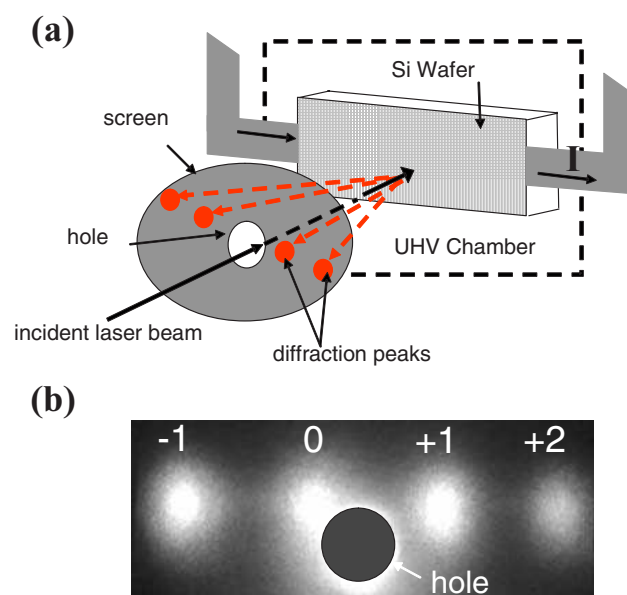 (a)
Si Wafer
screen
I
hole
UHV Chamber
incident laser beam
diffraction peaks
(b)
-1 0 +1 +2
hole